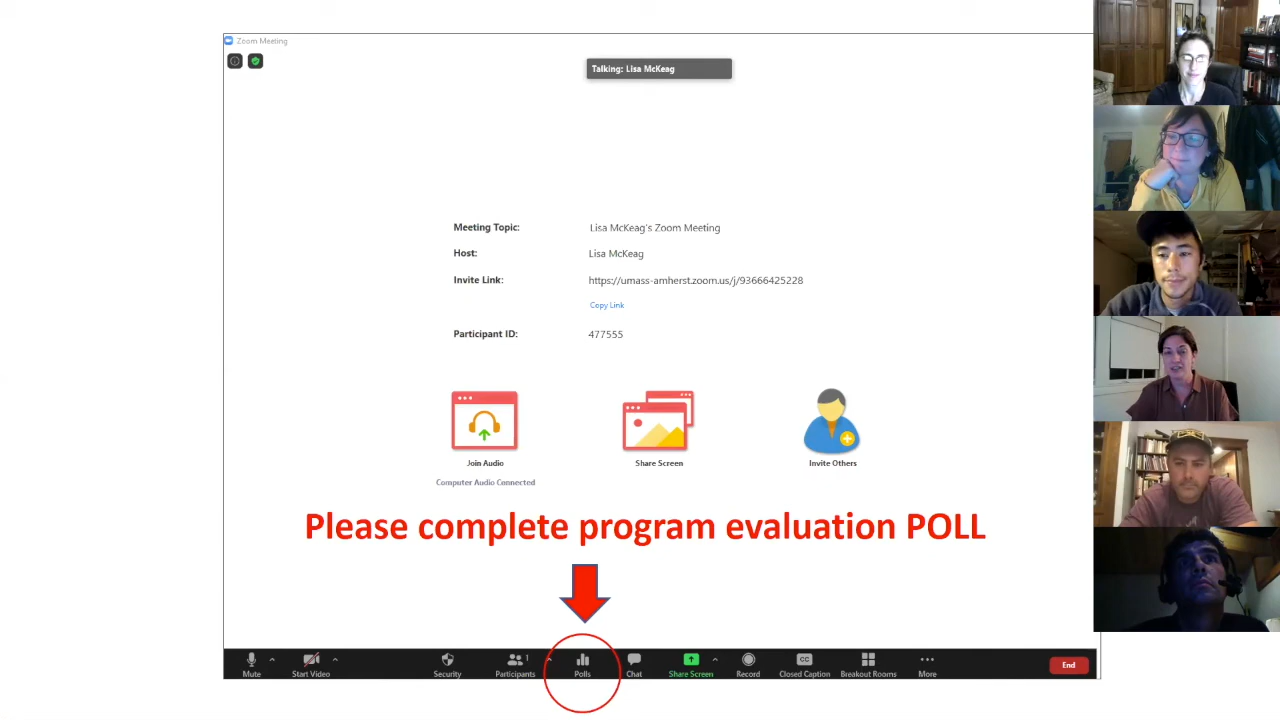 Zoom Meeting
Talking: Lisa McKeag
Meeting Topic: Lisa McKeag's Zoom Meeting
Host: Lisa McKeag
Invite Link: https://umass-amherst.zoom.us/j/93666425228
Copy Link
Participant ID: 477555
Join Audio Share Screen Invite Others
Computer Audio Connected
Please complete program evaluation POLL
Mute Start Video Security Participants 1 Polls Chat Share Screen Record CC Closed Caption Breakout Rooms More End